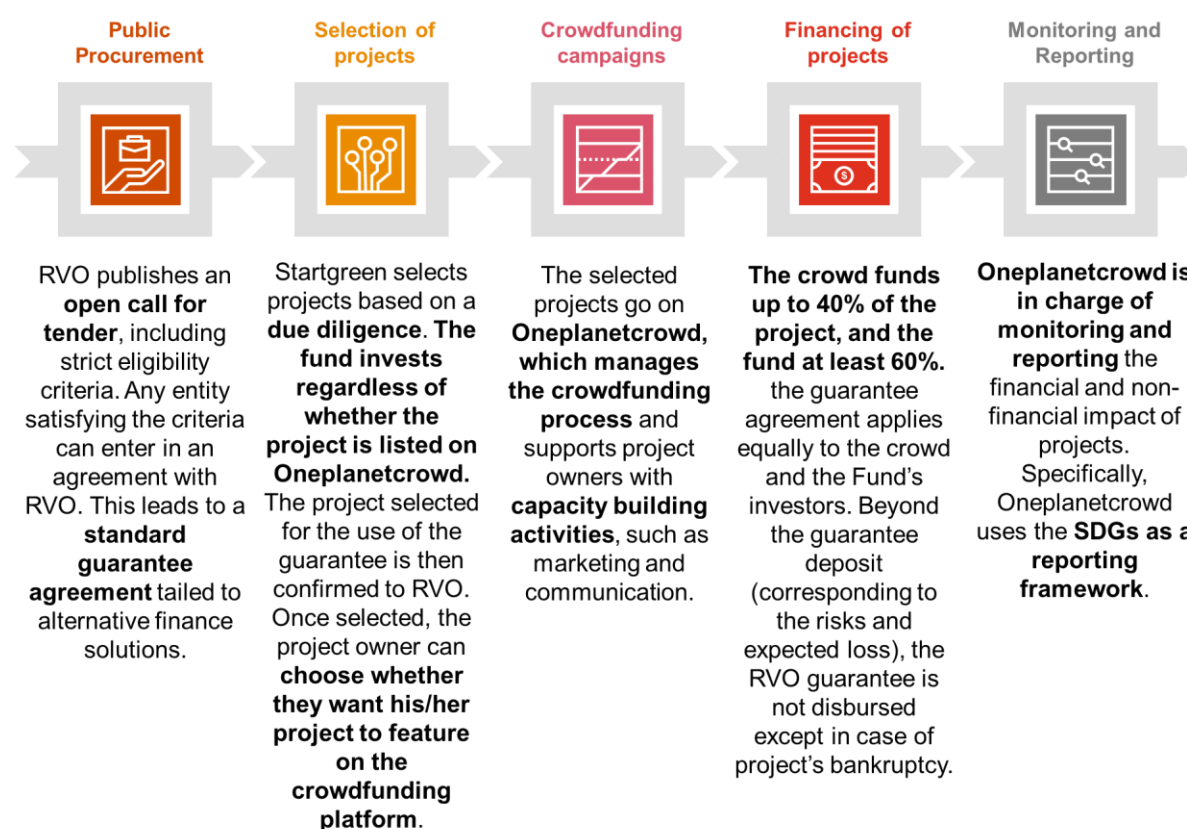 Public
Procurement
Selection of
projects
Crowdfunding
campaigns
Financing of
projects
Monitoring and
Reporting
$
RVO publishes an
open call for
tender, including
strict eligibility
criteria. Any entity
satisfying the criteria
can enter in an
agreement with
RVO. This leads to a
standard
guarantee
agreement tailed to
alternative finance
solutions.
Startgreen selects
projects based on a
due diligence. The
fund invests
regardless of
whether the
project is listed on
Oneplanetcrowd.
The project selected
for the use of the
guarantee is then
confirmed to RVO.
Once selected, the
project owner can
choose whether
they want his/her
project to feature
on the
crowdfunding
platform.
The selected
projects go on
Oneplanetcrowd,
which manages
the crowdfunding
process and
supports project
owners with
capacity building
activities, such as
marketing and
communication.
The crowd funds
up to 40% of the
project, and the
fund at least 60%.
the guarantee
agreement applies
equally to the crowd
and the Fund's
investors. Beyond
the guarantee
deposit
(corresponding to
the risks and
expected loss), the
RVO guarantee is
not disbursed
except in case of
project's bankruptcy.
Oneplanetcrowd is
in charge of
monitoring and
reporting the
financial and non-
financial impact of
projects.
Specifically,
Oneplanetcrowd
uses the SDGs as a
reporting
framework.